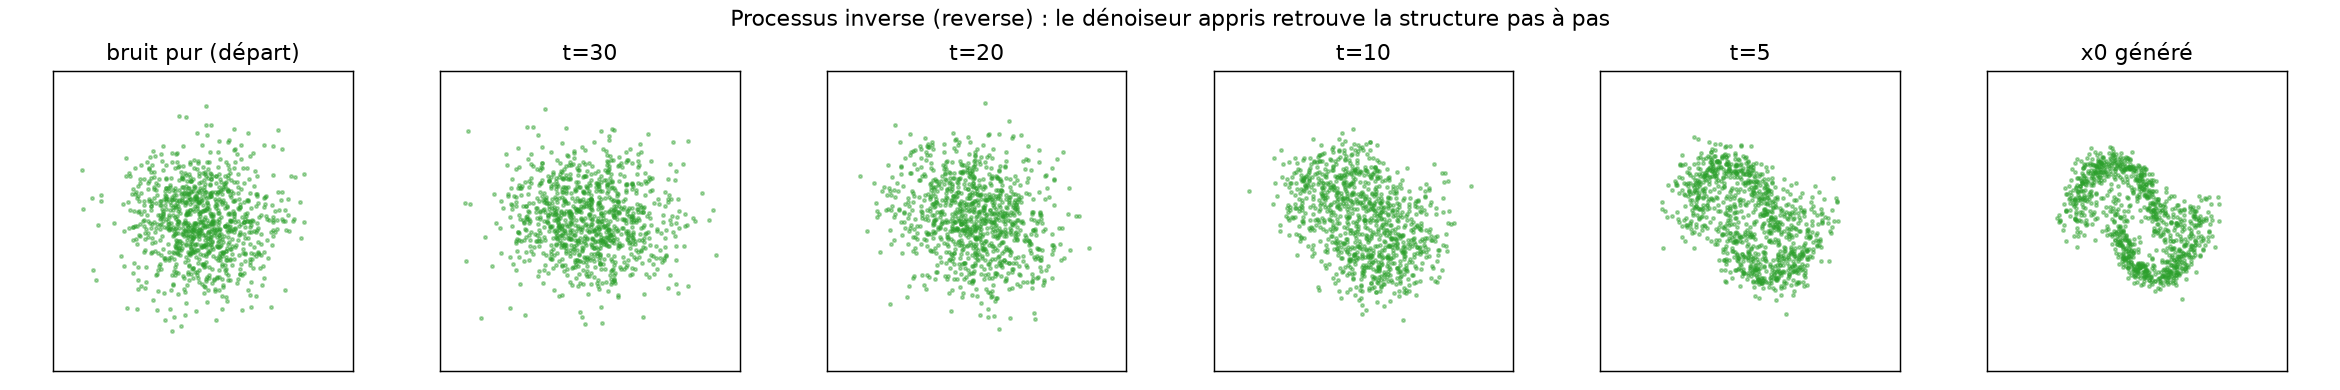 Processus inverse (reverse) : le dénoiseur appris retrouve la structure pas à pas
bruit pur (départ)
t=30
t=20
t=10
t=5
x0 généré